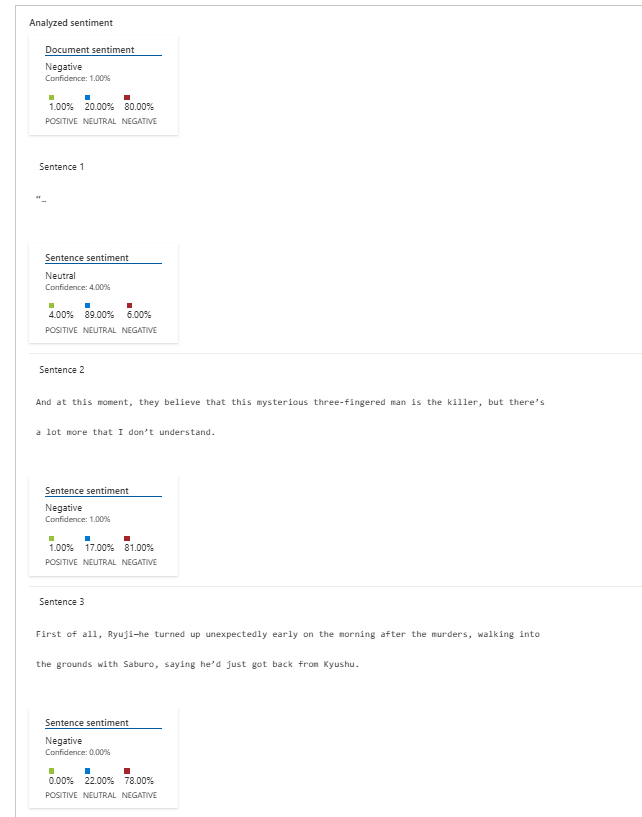 Analyzed sentiment
Document sentiment
Negative
Confidence: 1.00%
1.00% 20.00% 80.00%
POSITIVE NEUTRAL NEGATIVE
Sentence 1
“…
Sentence sentiment
Neutral
Confidence: 4.00%
4.00% 89.00% 6.00%
POSITIVE NEUTRAL NEGATIVE
Sentence 2
And at this moment, they believe that this mysterious three-fingered man is the killer, but there’s
a lot more that I don’t understand.
Sentence sentiment
Negative
Confidence: 1.00%
1.00% 17.00% 81.00%
POSITIVE NEUTRAL NEGATIVE
Sentence 3
First of all, Ryuji—he turned up unexpectedly early on the morning after the murders, walking into
the grounds with Saburo, saying he’d just got back from Kyushu.
Sentence sentiment
Negative
Confidence: 0.00%
0.00% 22.00% 78.00%
POSITIVE NEUTRAL NEGATIVE